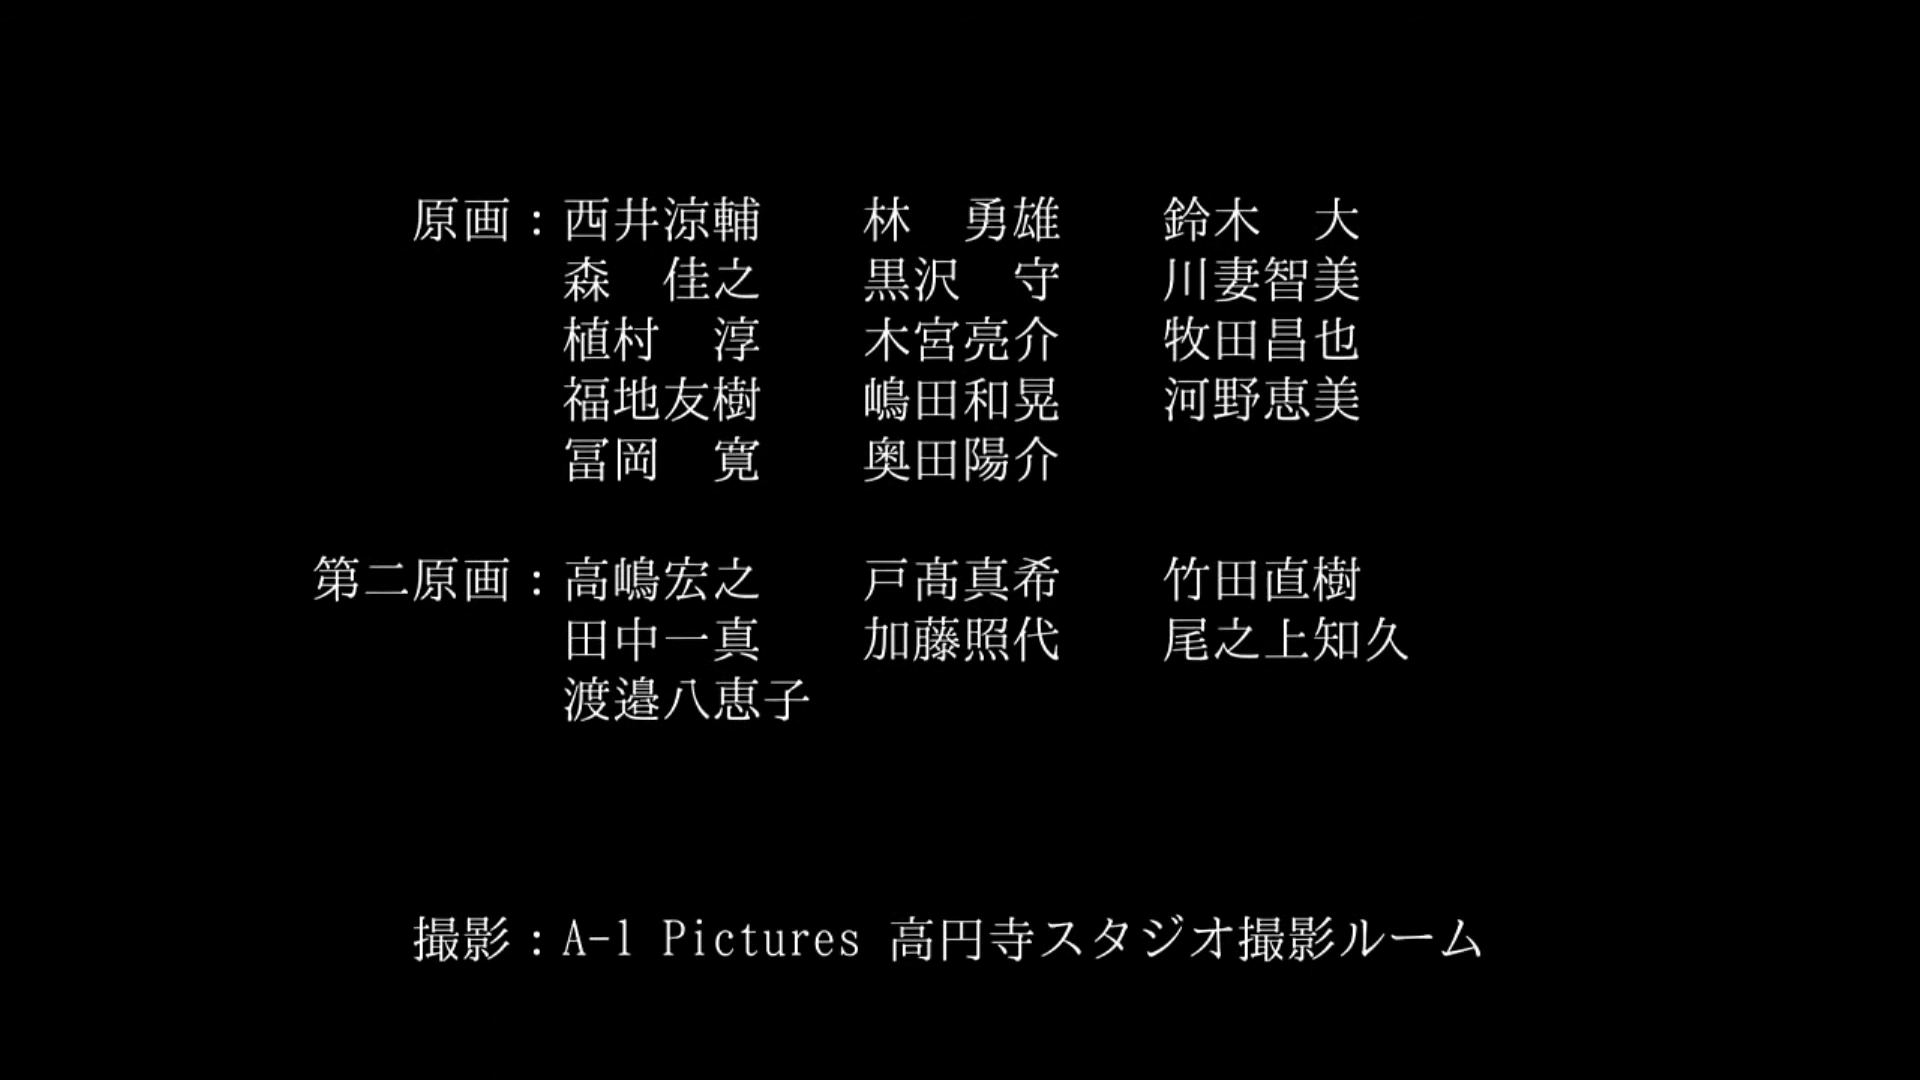 原画：西井涼輔　　林　勇雄　　鈴木　大
森　佳之　　黒沢　守　　川妻智美
植村　淳　　木宮亮介　　牧田昌也
福地友樹　　嶋田和晃　　河野恵美
冨岡　寛　　奥田陽介
第二原画：高嶋宏之　　戸髙真希　　竹田直樹
田中一真　　加藤照代　　尾之上知久
渡邉八恵子
撮影：A-1 Pictures 高円寺スタジオ撮影ルーム